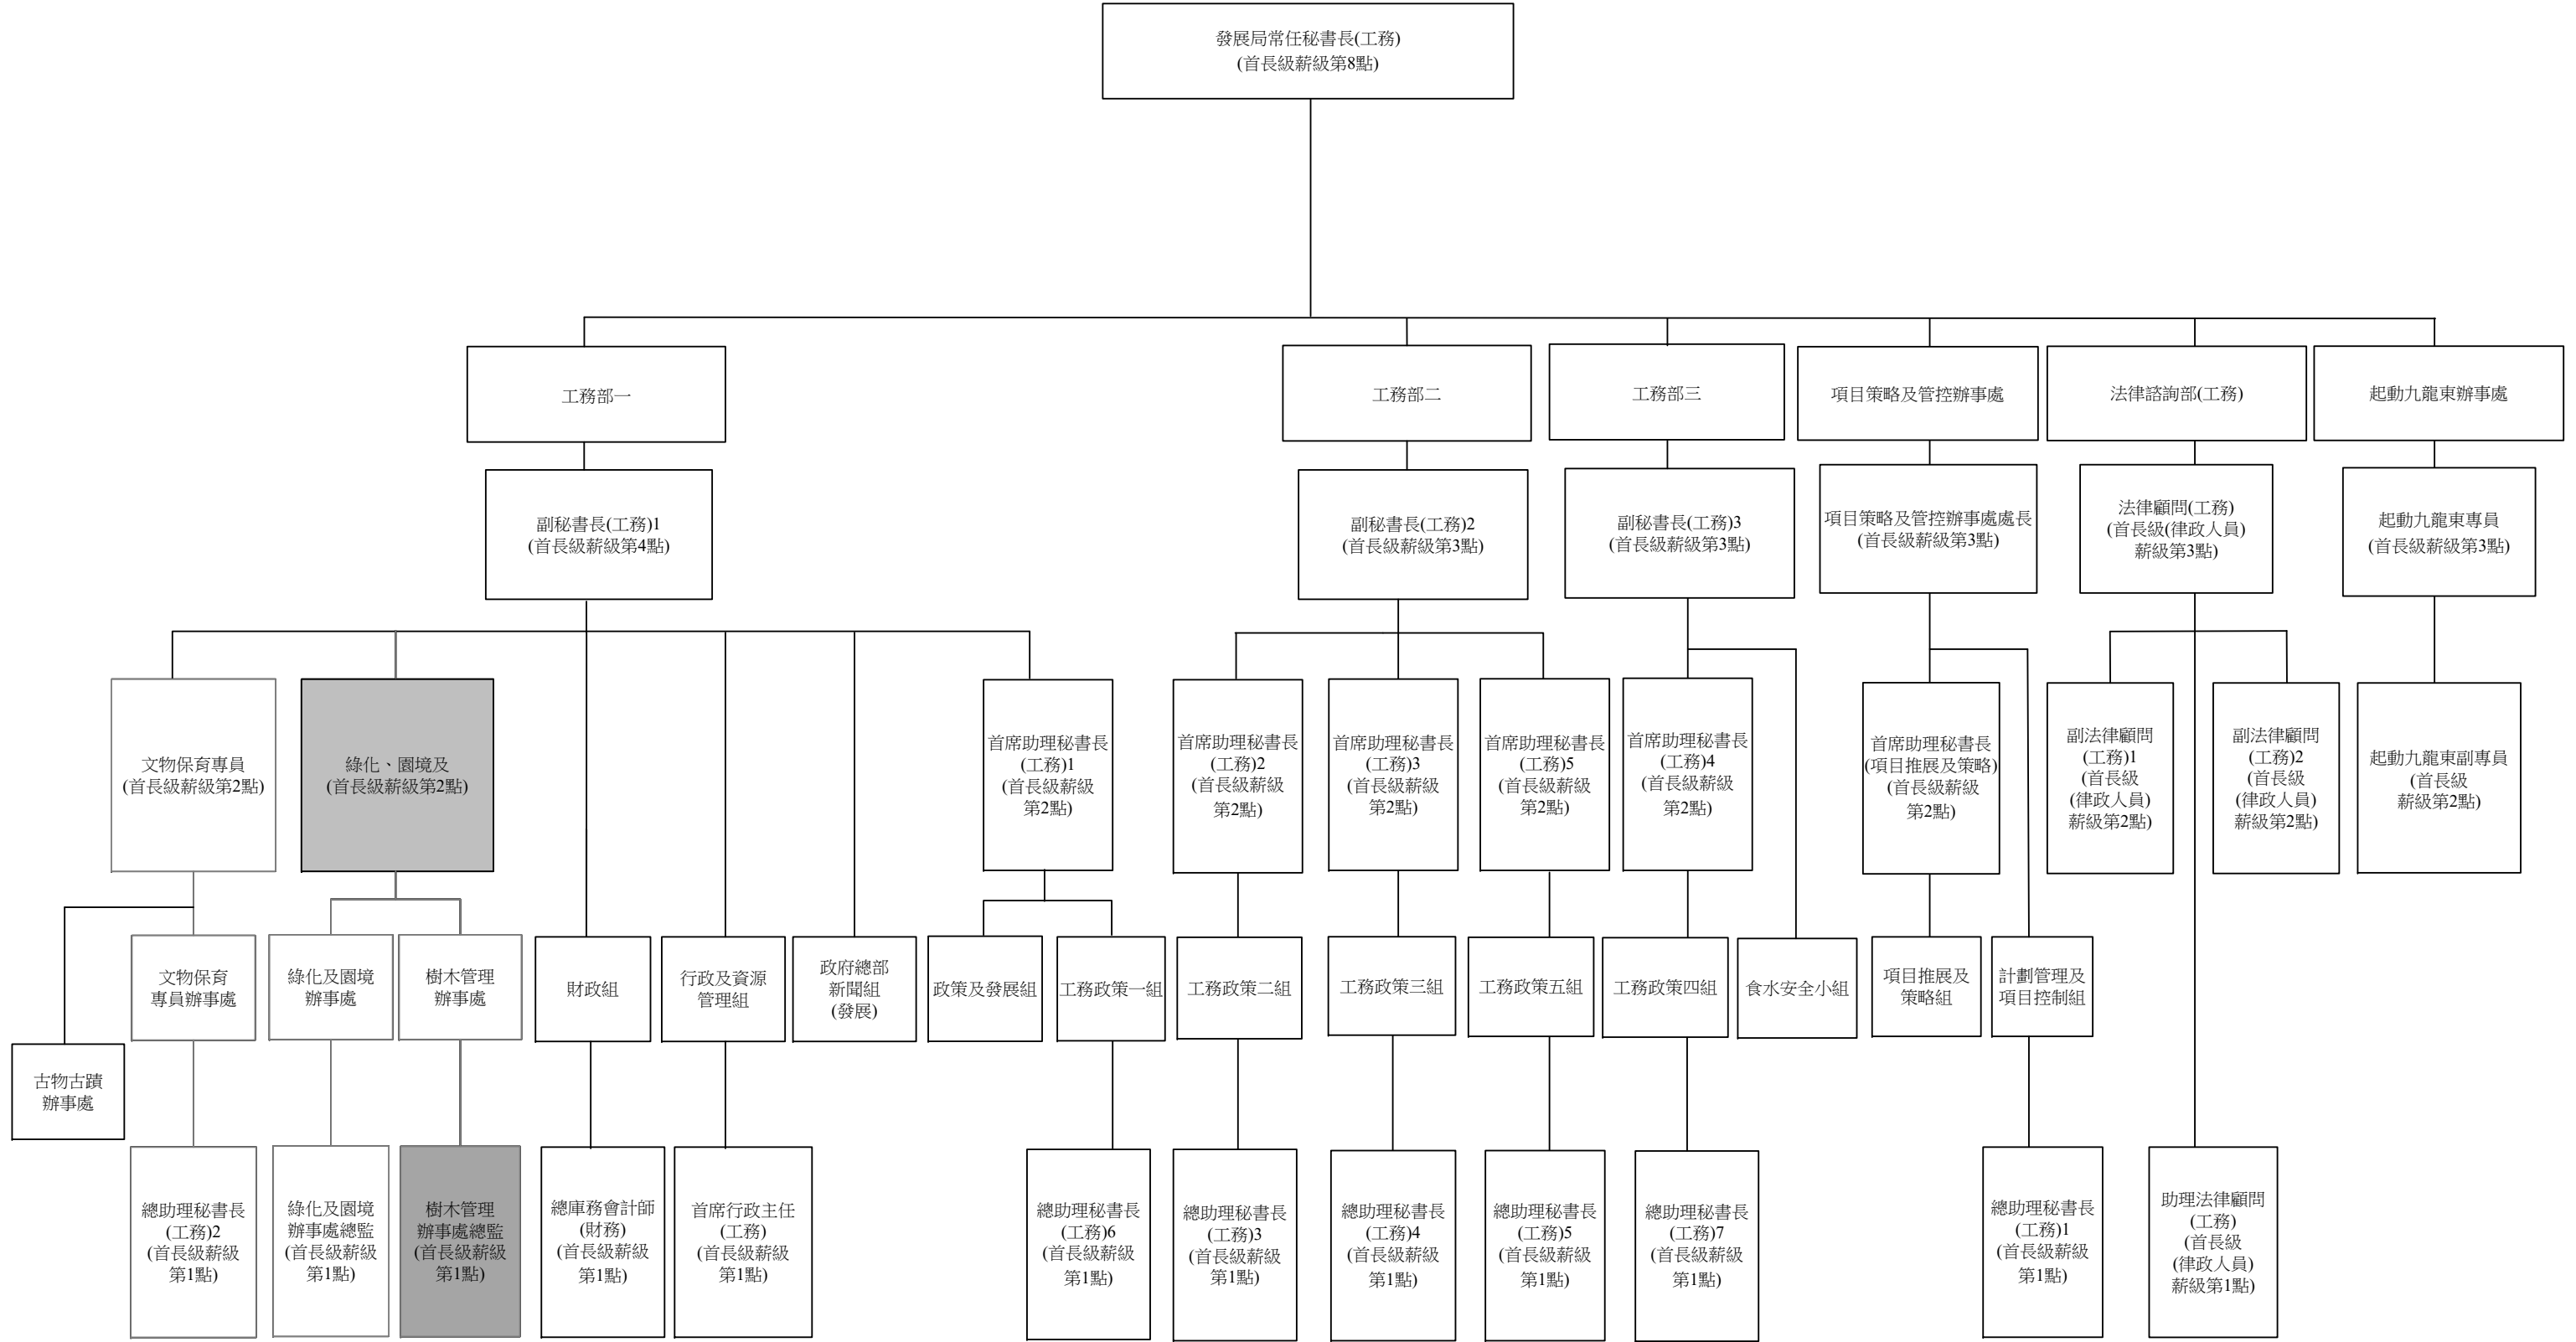 發展局常任秘書長(工務)
(首長級薪級第8點)
工務部一
工務部二
工務部三
項目策略及管控辦事處
法律諮詢部(工務)
起動九龍東辦事處
副秘書長(工務)1
(首長級薪級第4點)
副秘書長(工務)2
(首長級薪級第3點)
副秘書長(工務)3
(首長級薪級第3點)
項目策略及管控辦事處處長
(首長級薪級第3點)
法律顧問(工務)
(首長級(律政人員)
薪級第3點)
起動九龍東專員
(首長級薪級第3點)
文物保育專員
(首長級薪級第2點)
綠化、園境及
(首長級薪級第2點)
首席助理秘書長
(工務)1
(首長級薪級
第2點)
首席助理秘書長
(工務)2
(首長級薪級
第2點)
首席助理秘書長
(工務)3
(首長級薪級
第2點)
首席助理秘書長
(工務)5
(首長級薪級
第2點)
首席助理秘書長
(工務)4
(首長級薪級
第2點)
首席助理秘書長
(項目推展及策略)
(首長級薪級
第2點)
副法律顧問
(工務)1
(首長級
(律政人員)
薪級第2點)
副法律顧問
(工務)2
(首長級
(律政人員)
薪級第2點)
起動九龍東副專員
(首長級
薪級第2點)
文物保育
專員辦事處
綠化及園境
辦事處
樹木管理
辦事處
財政組
行政及資源
管理組
政府總部
新聞組
(發展)
政策及發展組
工務政策一組
工務政策二組
工務政策三組
工務政策五組
工務政策四組
食水安全小組
項目推展及
策略組
計劃管理及
項目控制組
古物古蹟
辦事處
總助理秘書長
(工務)2
(首長級薪級
第1點)
綠化及園境
辦事處總監
(首長級薪級
第1點)
樹木管理
辦事處總監
(首長級薪級
第1點)
總庫務會計師
(財務)
(首長級薪級
第1點)
首席行政主任
(工務)
(首長級薪級
第1點)
總助理秘書長
(工務)6
(首長級薪級
第1點)
總助理秘書長
(工務)3
(首長級薪級
第1點)
總助理秘書長
(工務)4
(首長級薪級
第1點)
總助理秘書長
(工務)5
(首長級薪級
第1點)
總助理秘書長
(工務)7
(首長級薪級
第1點)
總助理秘書長
(工務)1
(首長級薪級
第1點)
助理法律顧問
(工務)
(首長級
(律政人員)
薪級第1點)